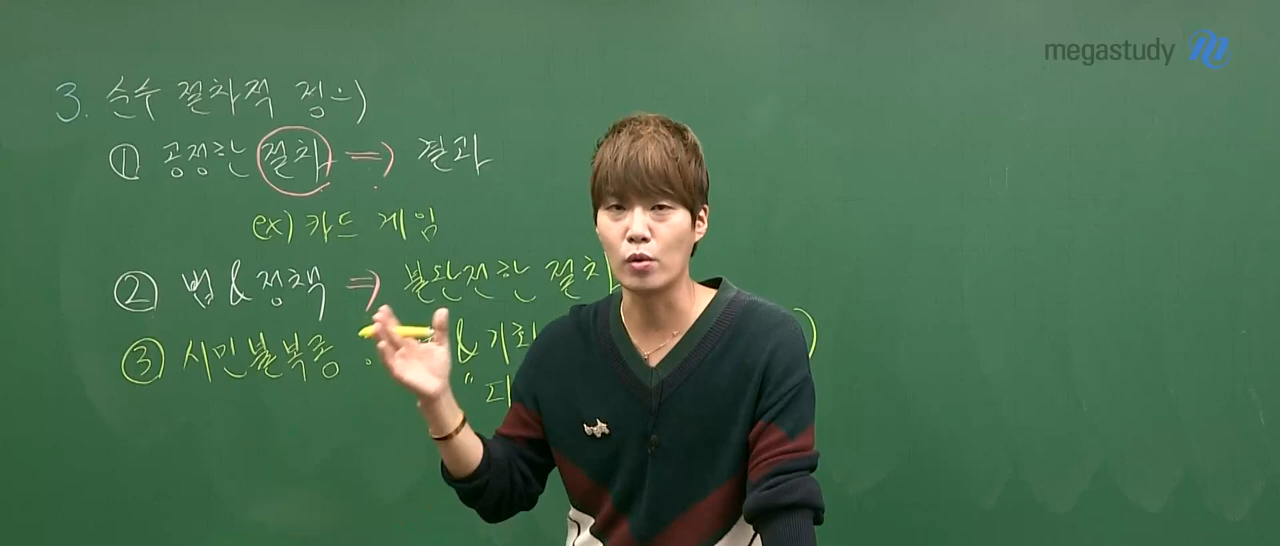 megastudy
3. 순수 절차적 정의)
① 공정한 절차 => 결과
ex) 카드 게임
② 법 & 정책 => 불완전한 절차
③ 시민불복종 : & 기회 )
"